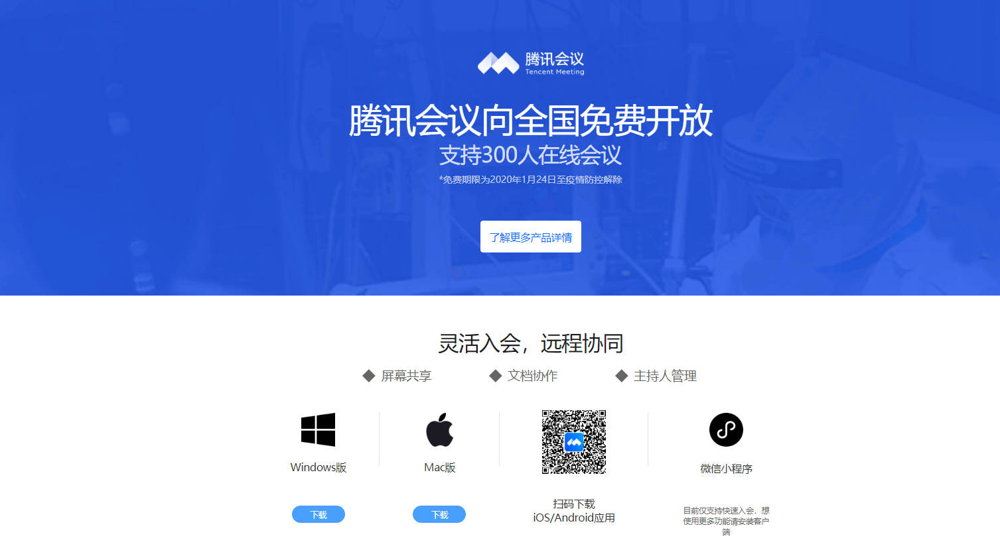 腾讯会议
Tencent Meeting
腾讯会议向全国免费开放
支持300人在线会议
*免费期限为2020年1月24日至疫情防控解除
了解更多产品详情
灵活入会，远程协同
屏幕共享
文档协作
主持人管理
Windows版
Mac版
微信小程序
下载
下载
扫码下载
iOS/Android应用
目前仅支持快速入会，想
使用更多功能请安装客户
端